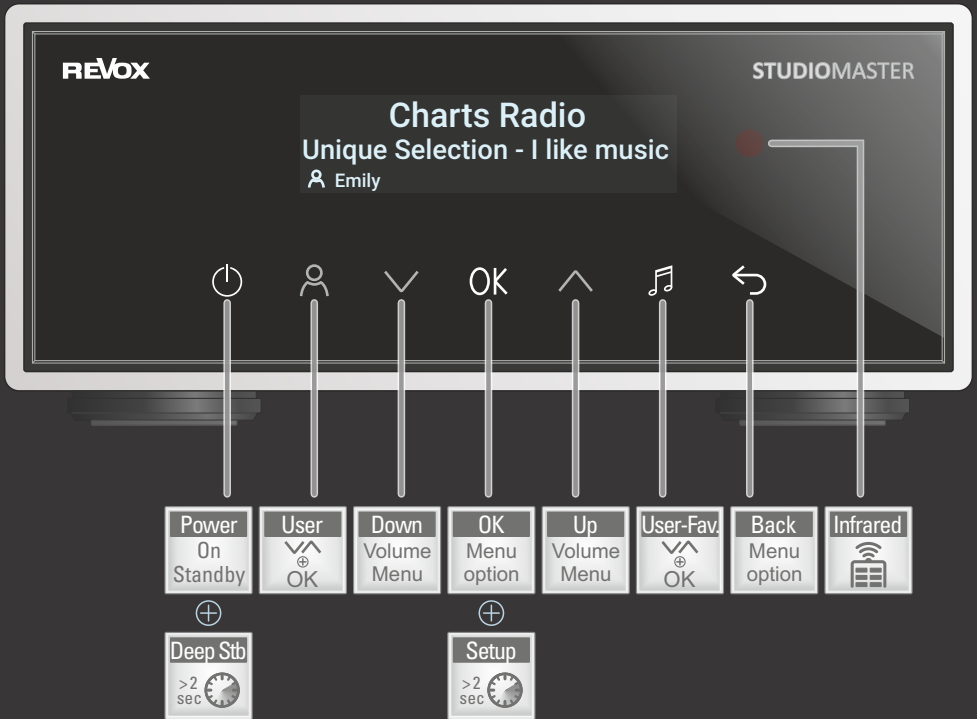 REVOX
STUDIOMASTER
Charts Radio
Unique Selection - I like music
Emily
OK
Power
On
Standby
User
OK
Down
Volume
Menu
OK
Menu
option
Up
Volume
Menu
User-Fav.
OK
Back
Menu
option
Infrared
Deep Stb
>2
sec
Setup
>2
sec